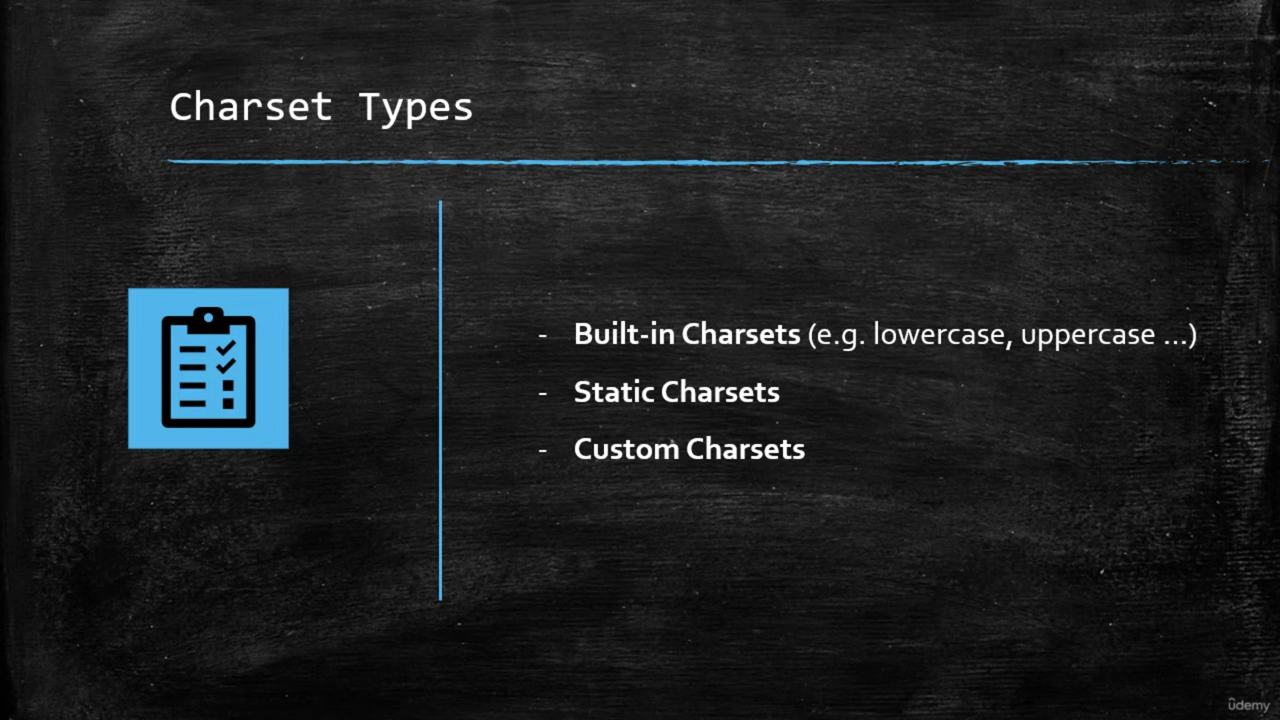 Charset Types
- Built-in Charsets (e.g. lowercase, uppercase ...)
- Static Charsets
- Custom Charsets
ûdemy